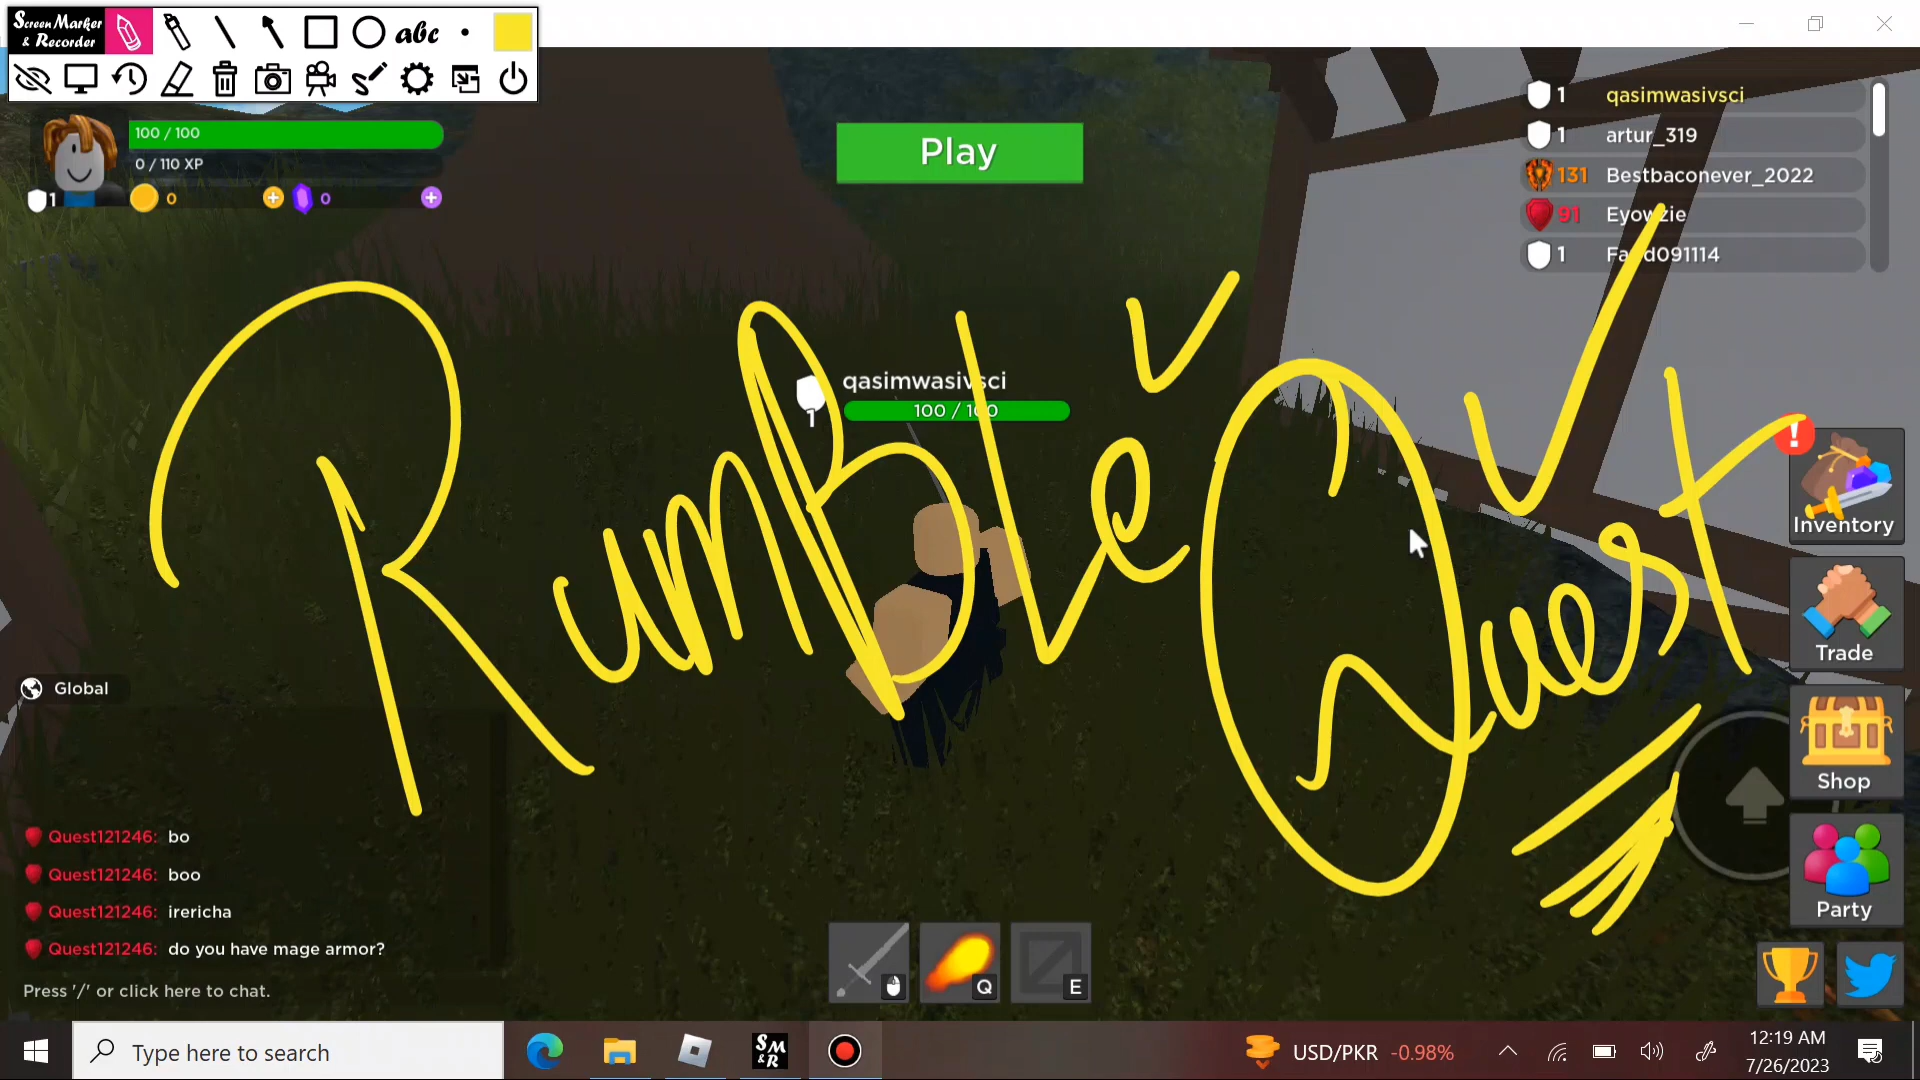 Screen Marker
& Recorder
abc
100 / 100
0 / 110 XP
1
0
0
Play
1 qasimwasivsci
1 artur_319
131 Bestbaconever_2022
91 Eyowzie
1
qasimwasivsci
1
100 / 100
RumBle Quest
!
Inventory
Trade
Shop
Party
Global
Quest121246: bo
Quest121246: boo
Quest121246: irericha
Quest121246: do you have mage armor?
Press '/' or click here to chat.
Q
E
Type here to search
SM
&R
USD/PKR -0.98%
12:19 AM
7/26/2023